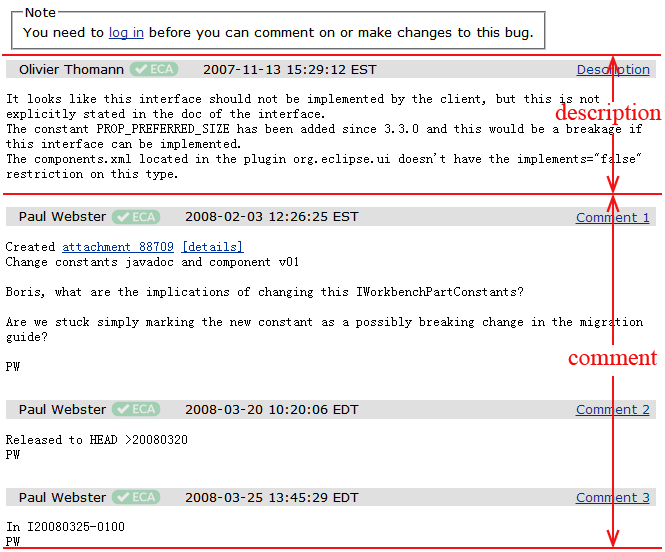 Note
You need to log in before you can comment on or make changes to this bug.
Olivier Thomann ECA 2007-11-13 15:29:12 EST Description
It looks like this interface should not be implemented by the client, but this is not
explicitly stated in the doc of the interface.
description
The constant PROP_PREFERRED_SIZE has been added since 3.3.0 and this would be a breakage if
this interface can be implemented.
The components.xml located in the plugin org.eclipse.ui doesn't have the implements="false"
restriction on this type.
Paul Webster ECA 2008-02-03 12:26:25 EST Comment 1
Created attachment 88709 [details]
Change constants javadoc and component v01
Boris, what are the implications of changing this IWorkbenchPartConstants?
Are we stuck simply marking the new constant as a possibly breaking change in the migration
guide?
comment
PW
Paul Webster ECA 2008-03-20 10:20:06 EDT Comment 2
Released to HEAD >20080320
PW
Paul Webster ECA 2008-03-25 13:45:29 EDT Comment 3
In I20080325-0100
PW